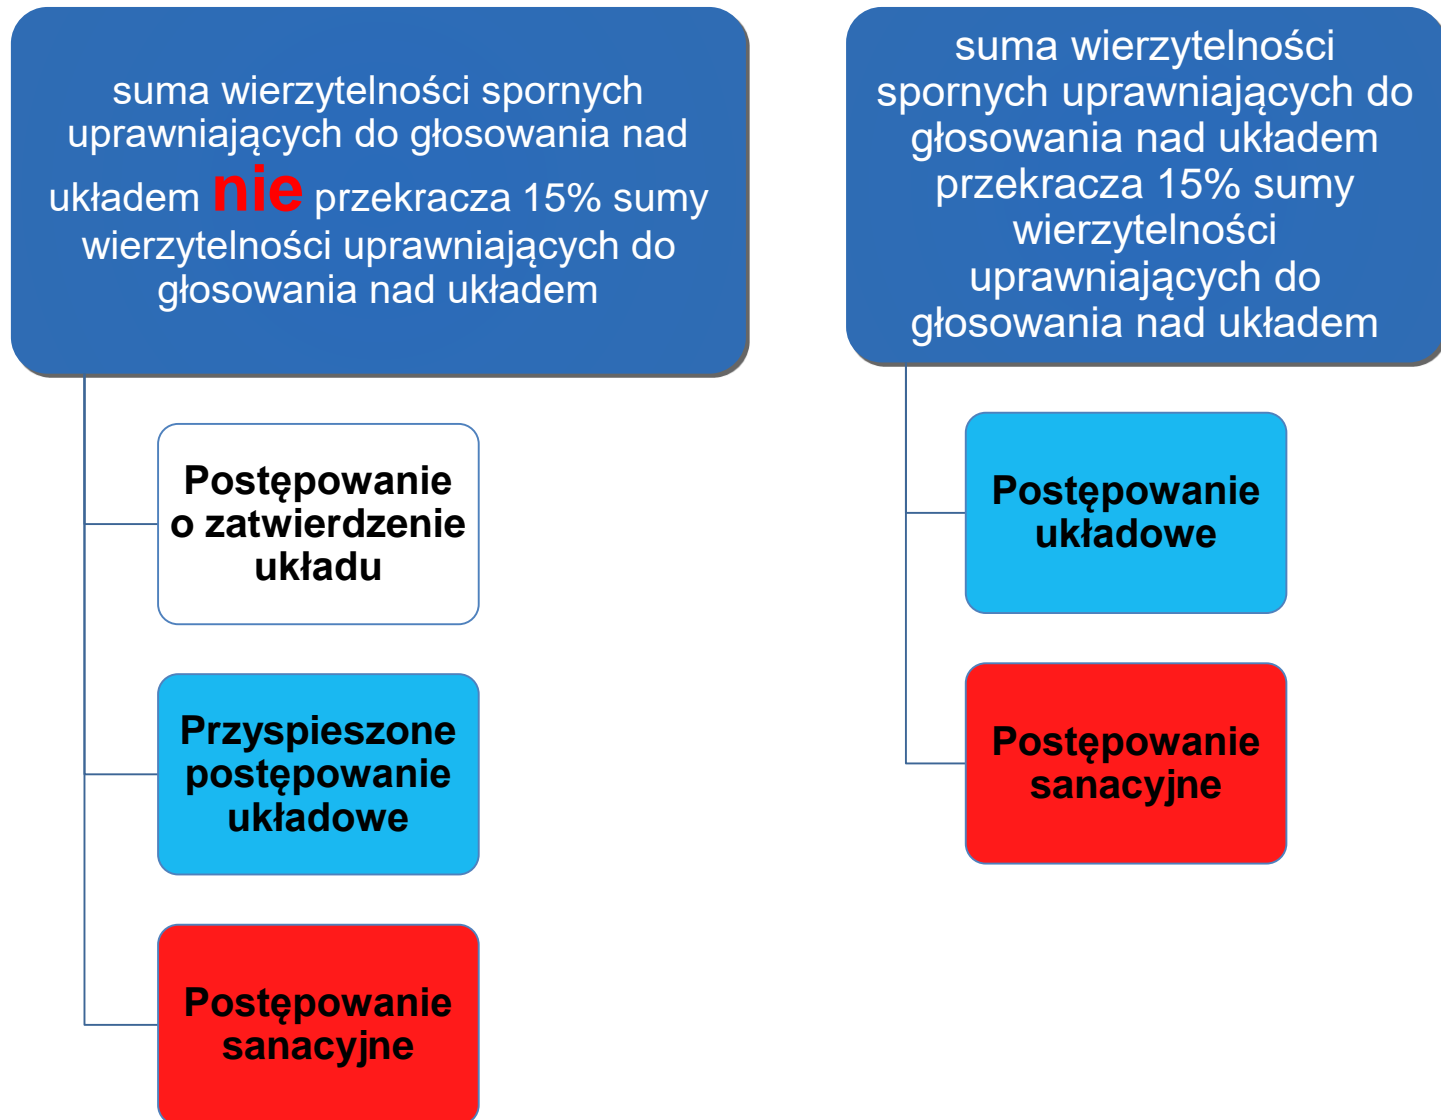 suma wierzytelności spornych
uprawniających do głosowania nad
układem nie przekracza 15% sumy
wierzytelności uprawniających do
głosowania nad układem
Postępowanie
o zatwierdzenie
układu
Przyspieszone
postępowanie
układowe
Postępowanie
sanacyjne
suma wierzytelności
spornych uprawniających do
głosowania nad układem
przekracza 15% sumy
wierzytelności
uprawniających do
głosowania nad układem
Postępowanie
układowe
Postępowanie
sanacyjne